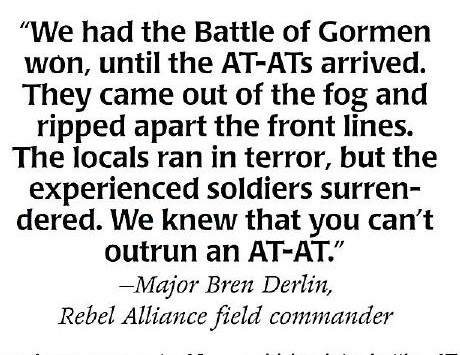 “We had the Battle of Gormen
won, until the AT-ATs arrived.
They came out of the fog and
ripped apart the front lines.
The locals ran in terror, but the
experienced soldiers surren-
dered. We knew that you can’t
outrun an AT-AT.”
—Major Bren Derlin,
Rebel Alliance field commander